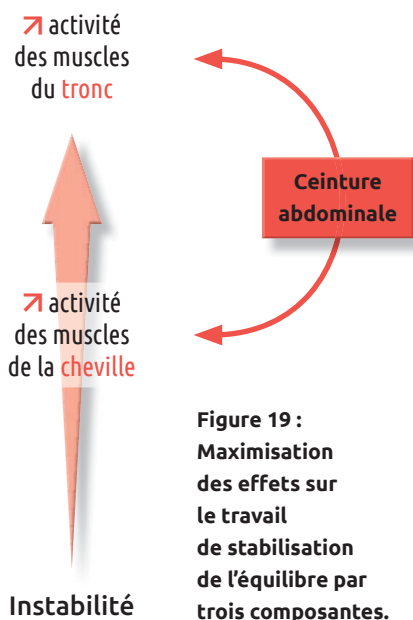 ↗ activité
des muscles
du tronc
Ceinture
abdominale
↗ activité
des muscles
de la cheville
Instabilité
Figure 19 :
Maximisation
des effets sur
le travail
de stabilisation
de l'équilibre par
trois composantes.